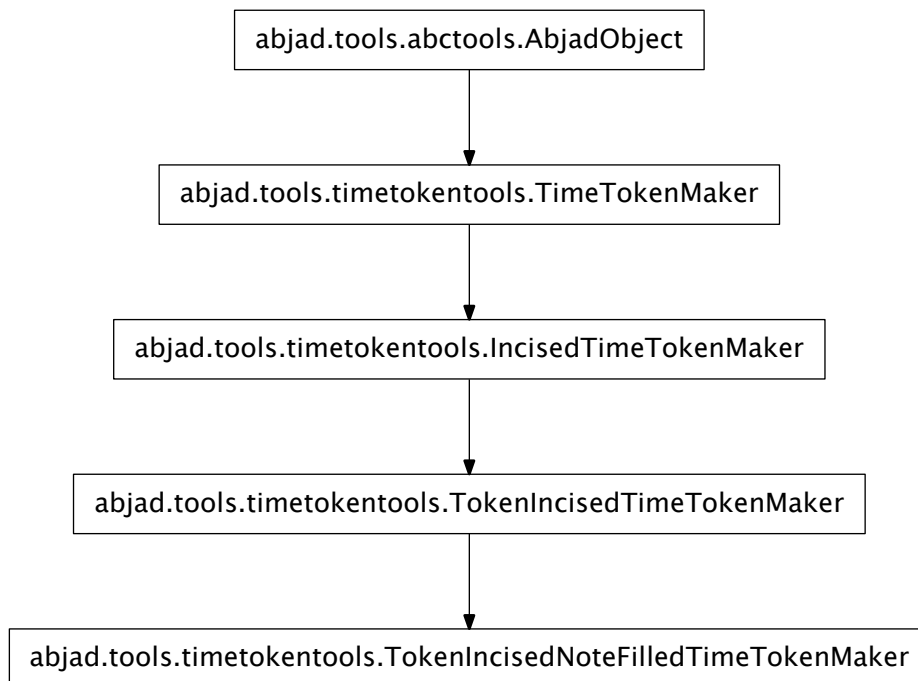 abjad.tools.abctools.AbjadObject
abjad.tools.timetokentools.TimeTokenMaker
abjad.tools.timetokentools.IncisedTimeTokenMaker
abjad.tools.timetokentools.TokenIncisedTimeTokenMaker
abjad.tools.timetokentools.TokenIncisedNoteFilledTimeTokenMaker